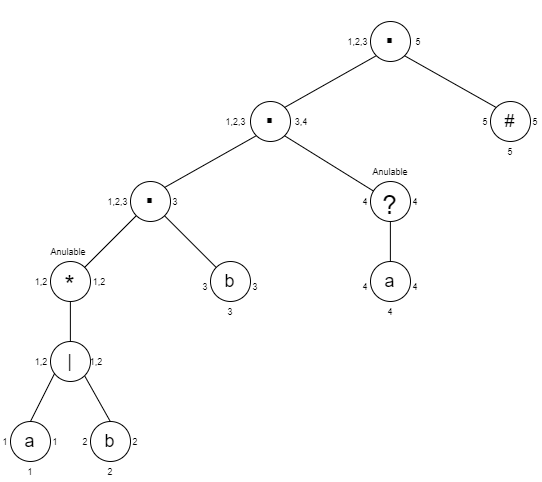 1,2,3 ▪ 5
1,2,3 ▪ 3,4
5 # 5
5
Anulable
1,2,3 ▪ 3
4 ? 4
Anulable
1,2 * 1,2
3 b 3
3
4 a 4
4
1,2 | 1,2
1 a 1
1
2 b 2
2